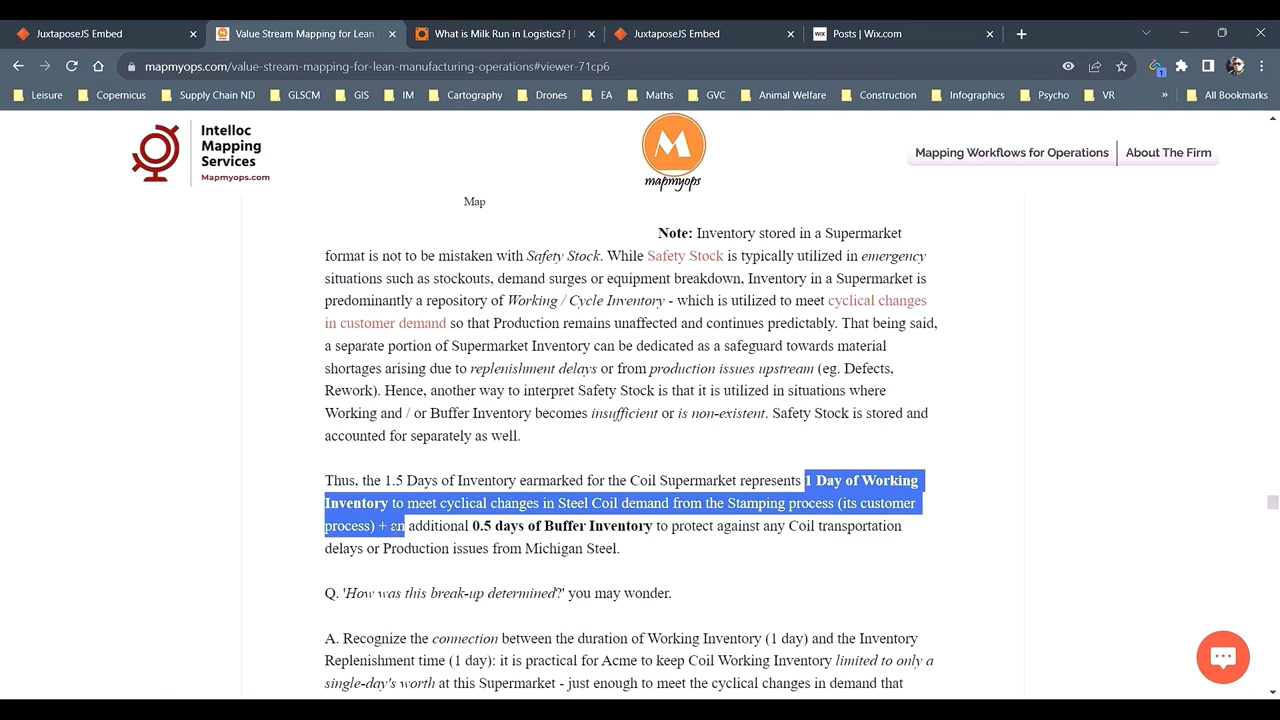 JuxtaposeJS Embed
Value Stream Mapping for Lean
What is Milk Run in Logistics? | F
JuxtaposeJS Embed
Posts | Wix.com
mapmyops.com/value-stream-mapping-for-lean-manufacturing-operations#viewer-71cp6
1
Leisure
Copernicus
Supply Chain ND
GLSCM
GIS
IM
Cartography
Drones
EA
Maths
GVC
Animal Welfare
Construction
Infographics
Psycho
VR
»
All Bookmarks
Intelloc
Mapping
Services
Mapmyops.com
M
mapmyops
Mapping Workflows for Operations
About The Firm
Map
Note: Inventory stored in a Supermarket
format is not to be mistaken with Safety Stock. While Safety Stock is typically utilized in emergency
situations such as stockouts, demand surges or equipment breakdown, Inventory in a Supermarket is
predominantly a repository of Working / Cycle Inventory - which is utilized to meet cyclical changes
in customer demand so that Production remains unaffected and continues predictably. That being said,
a separate portion of Supermarket Inventory can be dedicated as a safeguard towards material
shortages arising due to replenishment delays or from production issues upstream (eg. Defects,
Rework). Hence, another way to interpret Safety Stock is that it is utilized in situations where
Working and / or Buffer Inventory becomes insufficient or is non-existent. Safety Stock is stored and
accounted for separately as well.
Thus, the 1.5 Days of Inventory earmarked for the Coil Supermarket represents 1 Day of Working
Inventory to meet cyclical changes in Steel Coil demand from the Stamping process (its customer
process) + an additional 0.5 days of Buffer Inventory to protect against any Coil transportation
delays or Production issues from Michigan Steel.
Q. 'How was this break-up determined?' you may wonder.
A. Recognize the connection between the duration of Working Inventory (1 day) and the Inventory
Replenishment time (1 day): it is practical for Acme to keep Coil Working Inventory limited to only a
single-day's worth at this Supermarket - just enough to meet the cyclical changes in demand that